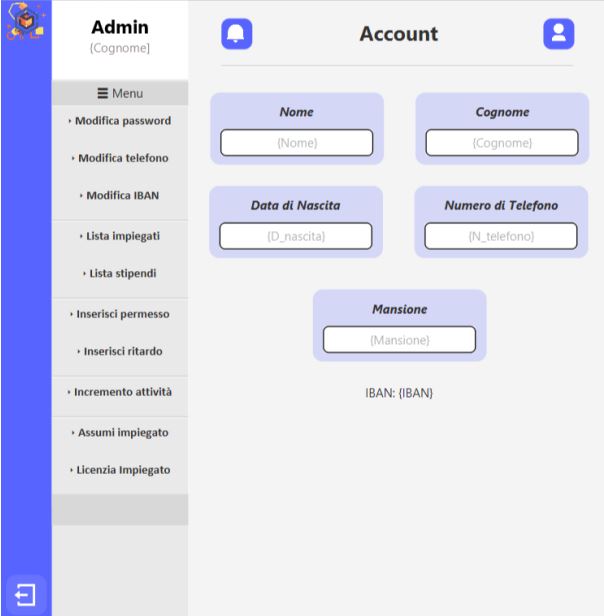 Admin
{Cognome}
☰ Menu
‣ Modifica password
‣ Modifica telefono
‣ Modifica IBAN
‣ Lista impiegati
‣ Lista stipendi
‣ Inserisci permesso
‣ Inserisci ritardo
‣ Incremento attività
‣ Assumi impiegato
‣ Licenzia Impiegato
Account
Nome
{Nome}
Cognome
{Cognome}
Data di Nascita
{D_nascita}
Numero di Telefono
{N_telefono}
Mansione
{Mansione}
IBAN: {IBAN}